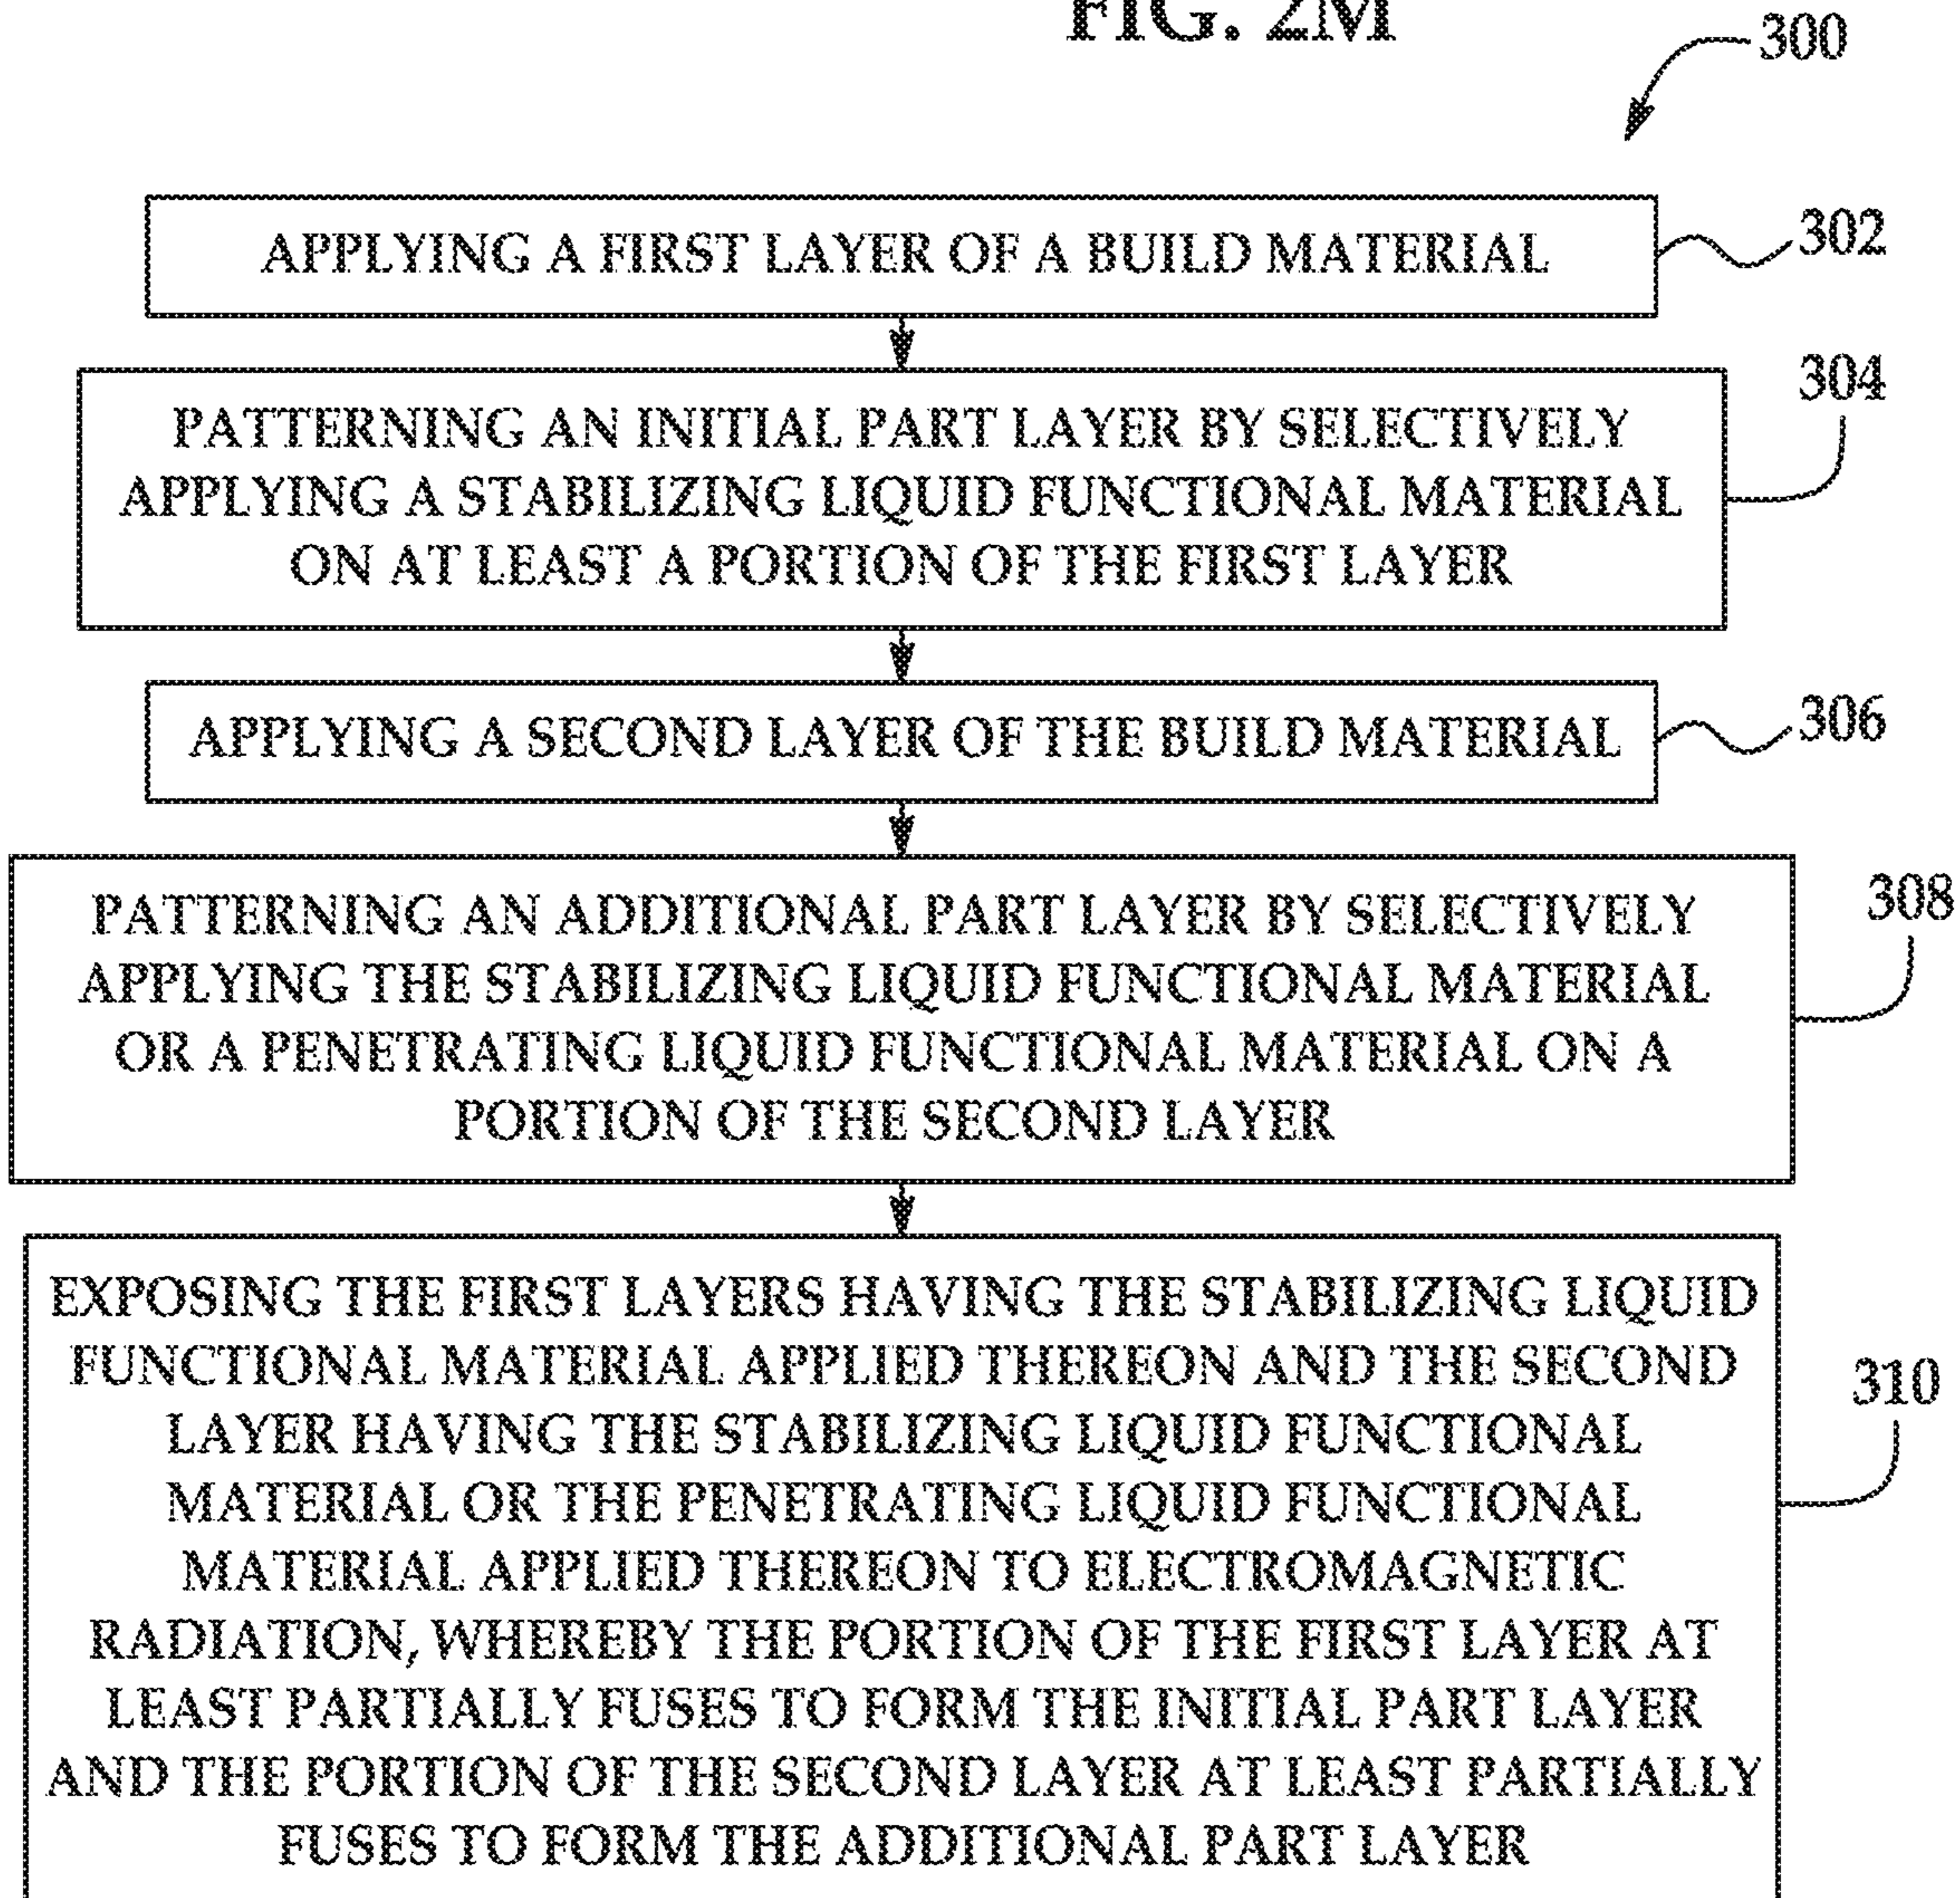 FIG. 2M
300
APPLYING A FIRST LAYER OF A BUILD MATERIAL
302
304
PATTERNING AN INITIAL PART LAYER BY SELECTIVELY
APPLYING A STABILIZING LIQUID FUNCTIONAL MATERIAL
ON AT LEAST A PORTION OF THE FIRST LAYER
APPLYING A SECOND LAYER OF THE BUILD MATERIAL
306
308
PATTERNING AN ADDITIONAL PART LAYER BY SELECTIVELY
APPLYING THE STABILIZING LIQUID FUNCTIONAL MATERIAL
OR A PENETRATING LIQUID FUNCTIONAL MATERIAL ON A
PORTION OF THE SECOND LAYER
310
EXPOSING THE FIRST LAYERS HAVING THE STABILIZING LIQUID
FUNCTIONAL MATERIAL APPLIED THEREON AND THE SECOND
LAYER HAVING THE STABILIZING LIQUID FUNCTIONAL
MATERIAL OR THE PENETRATING LIQUID FUNCTIONAL
MATERIAL APPLIED THEREON TO ELECTROMAGNETIC
RADIATION, WHEREBY THE PORTION OF THE FIRST LAYER AT
LEAST PARTIALLY FUSES TO FORM THE INITIAL PART LAYER
AND THE PORTION OF THE SECOND LAYER AT LEAST PARTIALLY
FUSES TO FORM THE ADDITIONAL PART LAYER